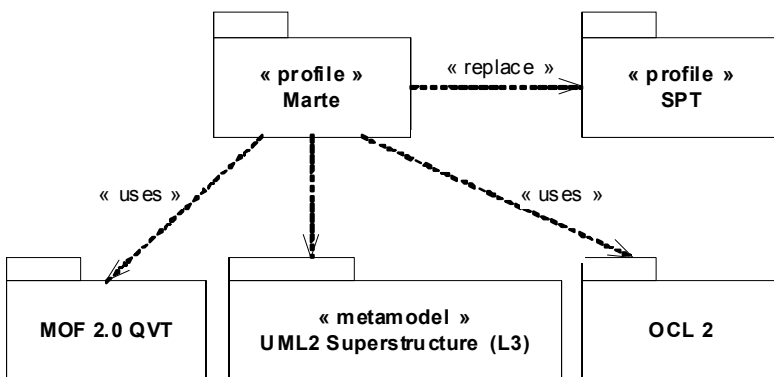 « profile »
Marte
« replace »
« profile »
SPT
« uses »
« uses »
MOF 2.0 QVT
« metamodel »
UML2 Superstructure (L3)
OCL 2